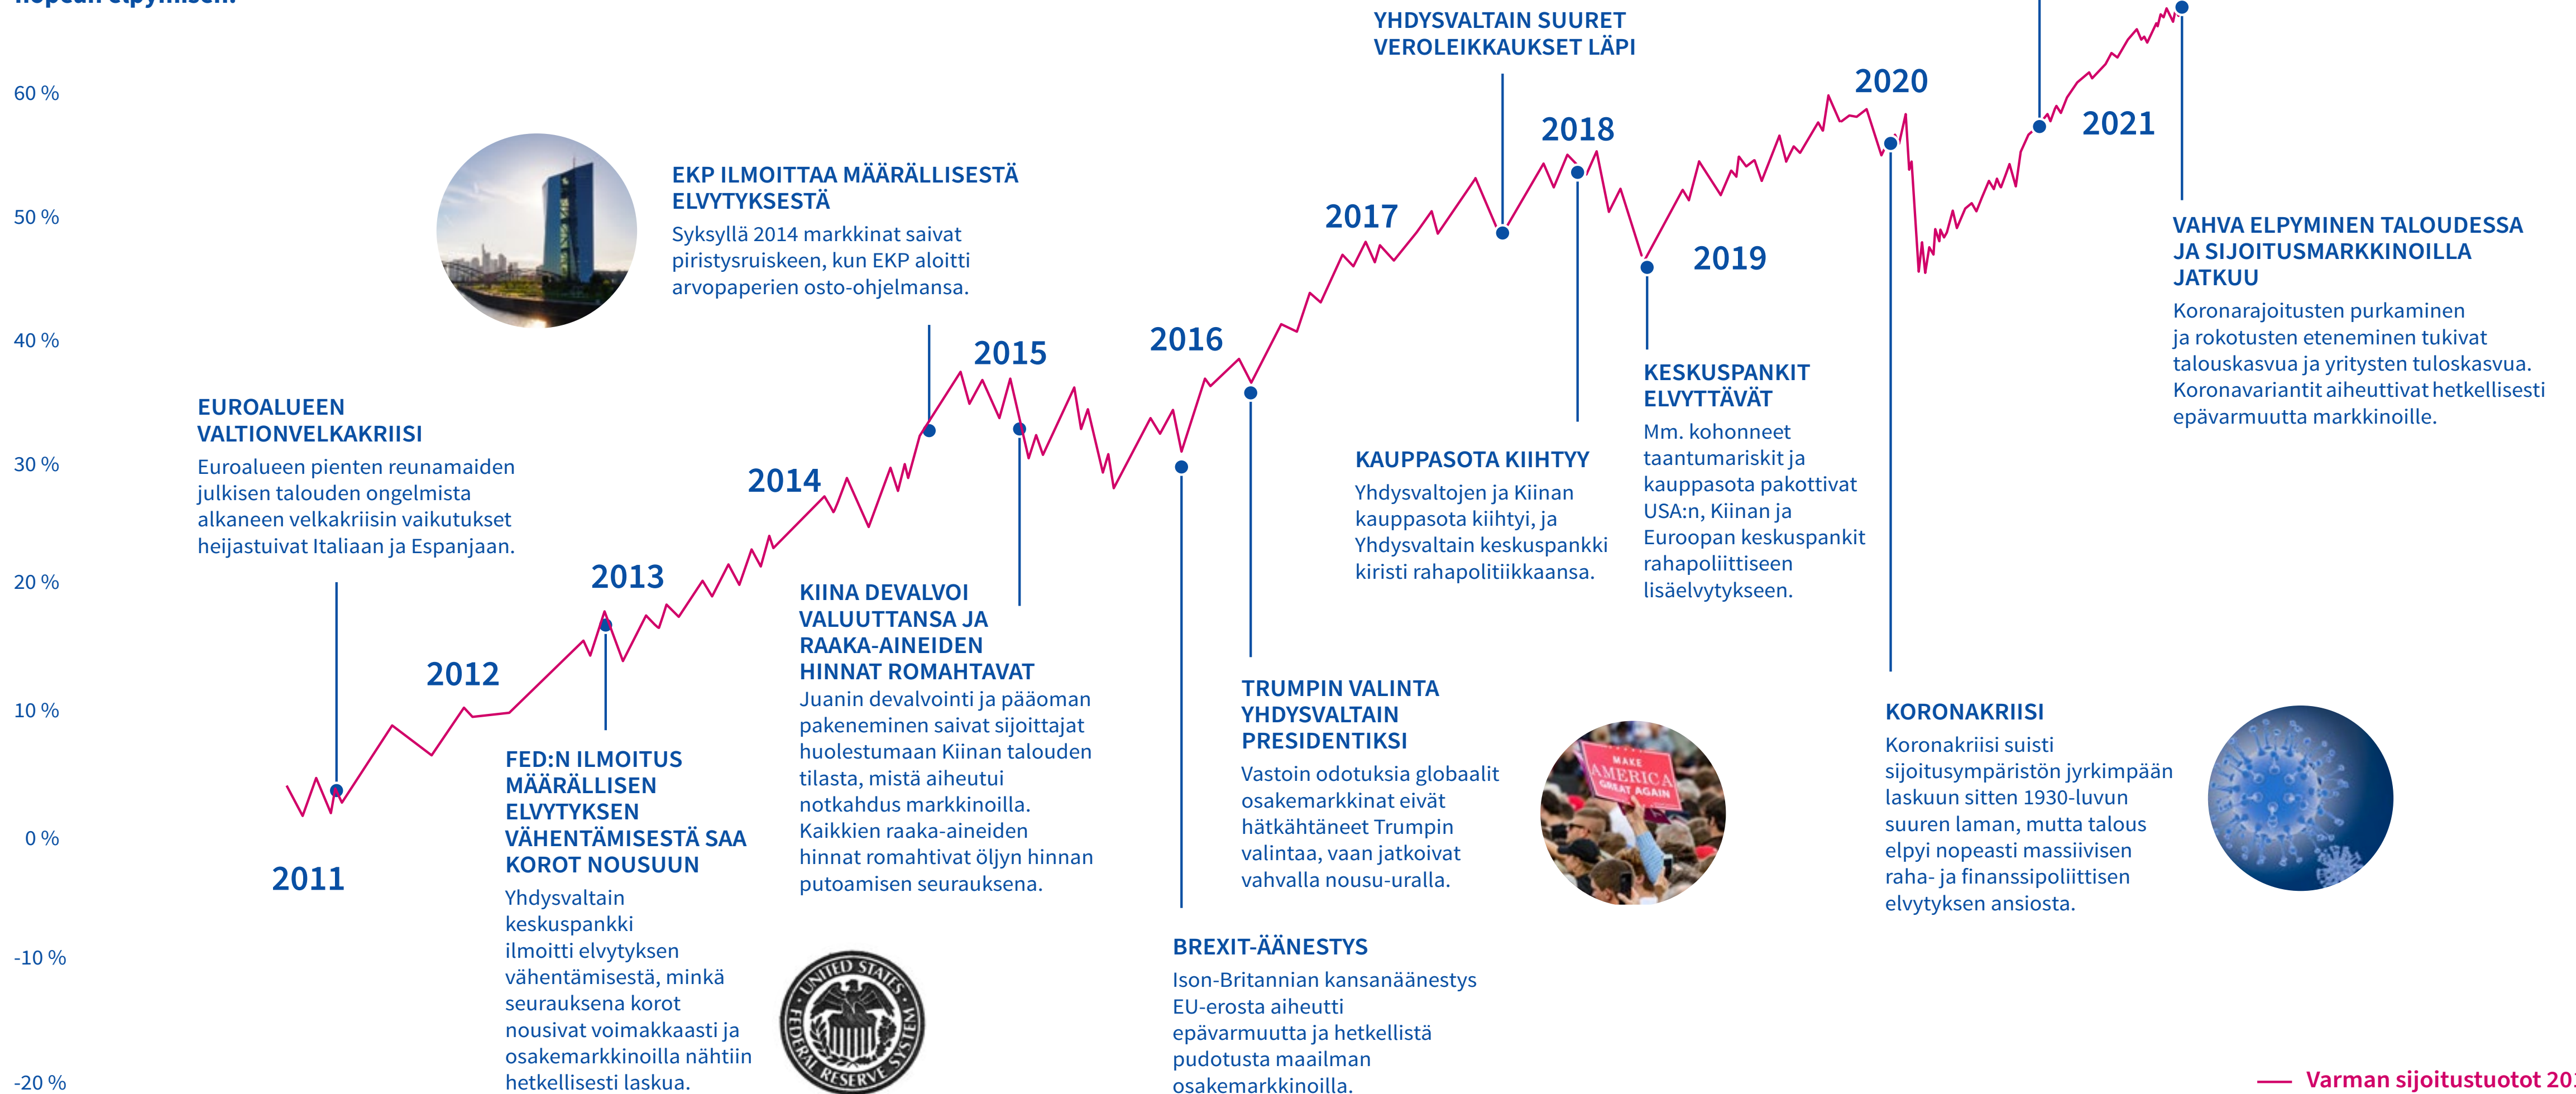 YHDYSVALTAIN SUURET
VEROLEIKKAUKSET LÄPI
60 %
50 %
40 %
30 %
20 %
10 %
0 %
-10 %
-20 %
2011
2012
2013
2014
2015
2016
2017
2018
2019
2020
2021
EUROALUEEN
VALTIONVELKAKRIISI
Euroalueen pienten reunamaiden
julkisen talouden ongelmista
alkaneen velkakriisin vaikutukset
heijastuivat Italiaan ja Espanjaan.
FED:N ILMOITUS
MÄÄRÄLLISEN
ELVYTYKSEN
VÄHENTÄMISESTÄ SAA
KOROT NOUSUUN
Yhdysvaltain
keskuspankki
ilmoitti elvytyksen
vähentämisestä, minkä
seurauksena korot
nousivat voimakkaasti ja
osakemarkkinoilla nähtiin
hetkellisesti laskua.
UNITED STATES
FEDERAL RESERVE SYSTEM
EKP ILMOITTAA MÄÄRÄLLISESTÄ
ELVYTYKSESTÄ
Syksyllä 2014 markkinat saivat
piristysruiskeen, kun EKP aloitti
arvopaperien osto-ohjelmansa.
KIINA DEVALVOI
VALUUTTANSA JA
RAAKA-AINEIDEN
HINNAT ROMAHTAVAT
Juanin devalvointi ja pääoman
pakeneminen saivat sijoittajat
huolestumaan Kiinan talouden
tilasta, mistä aiheutui
notkahdus markkinoilla.
Kaikkien raaka-aineiden
hinnat romahtivat öljyn hinnan
putoamisen seurauksena.
BREXIT-ÄÄNESTYS
Ison-Britannian kansanäänestys
EU-erosta aiheutti
epävarmuutta ja hetkellistä
pudotusta maailman
osakemarkkinoilla.
TRUMPIN VALINTA
YHDYSVALTAIN
PRESIDENTIKSI
Vastoin odotuksia globaalit
osakemarkkinat eivät
hätkähtäneet Trumpin
valintaa, vaan jatkoivat
vahvalla nousu-uralla.
MAKE
AMERICA
GREAT AGAIN
KAUPPASOTA KIIHTYY
Yhdysvaltojen ja Kiinan
kauppasota kiihtyi, ja
Yhdysvaltain keskuspankki
kiristi rahapolitiikkaansa.
KESKUSPANKIT
ELVYTTÄVÄT
Mm. kohonneet
taantumariskit ja
kauppasota pakottivat
USA:n, Kiinan ja
Euroopan keskuspankit
rahapoliittiseen
lisäelvytykseen.
KORONAKRIISI
Koronakriisi suisti
sijoitusympäristön jyrkimpään
laskuun sitten 1930-luvun
suuren laman, mutta talous
elpyi nopeasti massiivisen
raha- ja finanssipoliittisen
elvytyksen ansiosta.
VAHVA ELPYMINEN TALOUDESSA
JA SIJOITUSMARKKINOILLA
JATKUU
Koronarajoitusten purkaminen
ja rokotusten eteneminen tukivat
talouskasvua ja yritysten tuloskasvua.
Koronavariantit aiheuttivat hetkellisesti
epävarmuutta markkinoille.
Varman sijoitustuotot